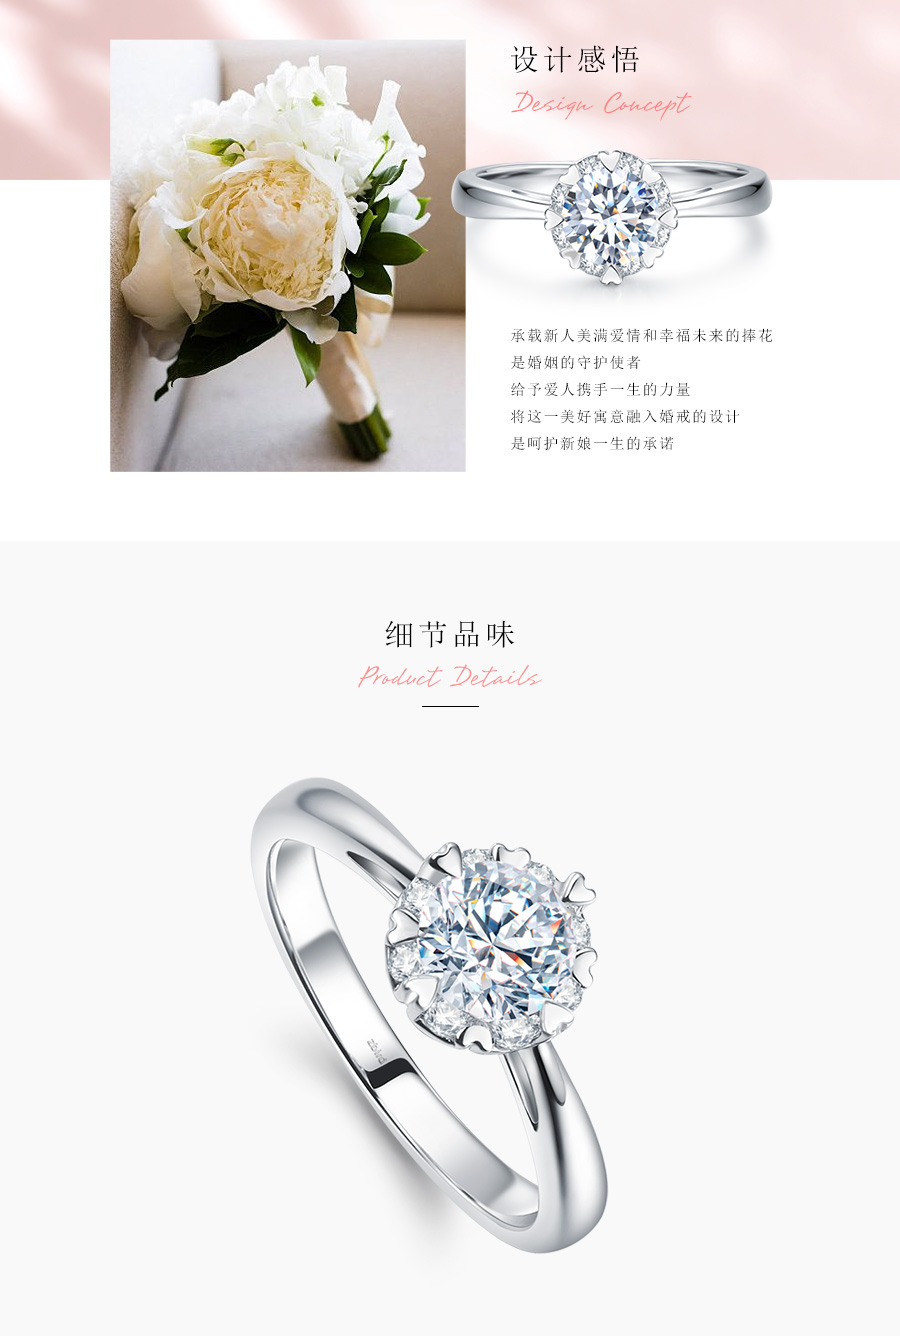 设计感悟
Design Concept
承载新人美满爱情和幸福未来的捧花
是婚姻的守护使者
给予爱人携手一生的力量
将这一美好寓意融入婚戒的设计
是呵护新娘一生的承诺
细节品味
Product Details
zbird